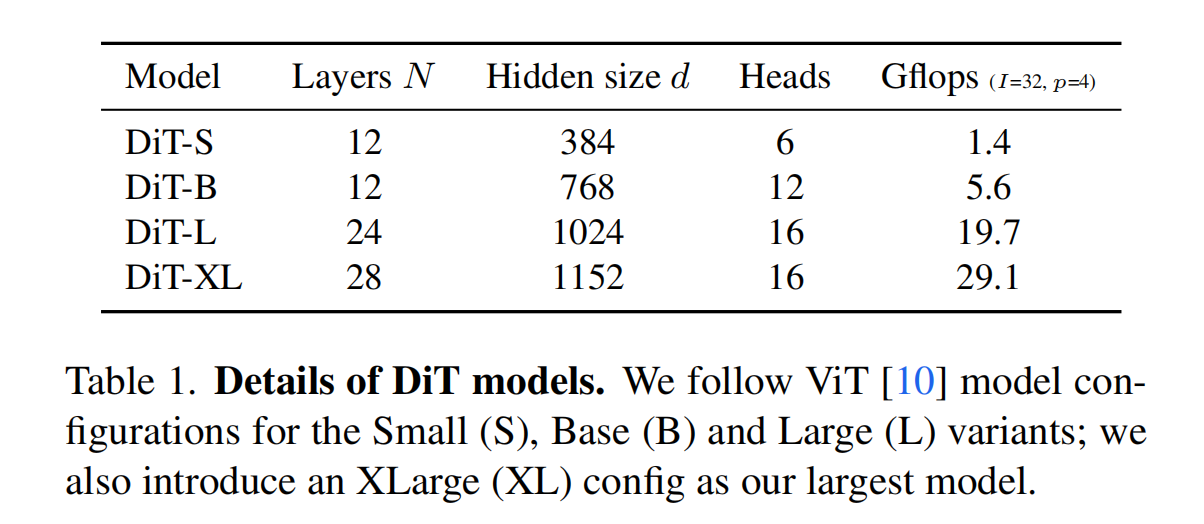 Model Layers N Hidden size d Heads Gflops (I=32, p=4)
DiT-S 12 384 6 1.4
DiT-B 12 768 12 5.6
DiT-L 24 1024 16 19.7
DiT-XL 28 1152 16 29.1
Table 1. Details of DiT models. We follow ViT [10] model con-
figurations for the Small (S), Base (B) and Large (L) variants; we
also introduce an XLarge (XL) config as our largest model.